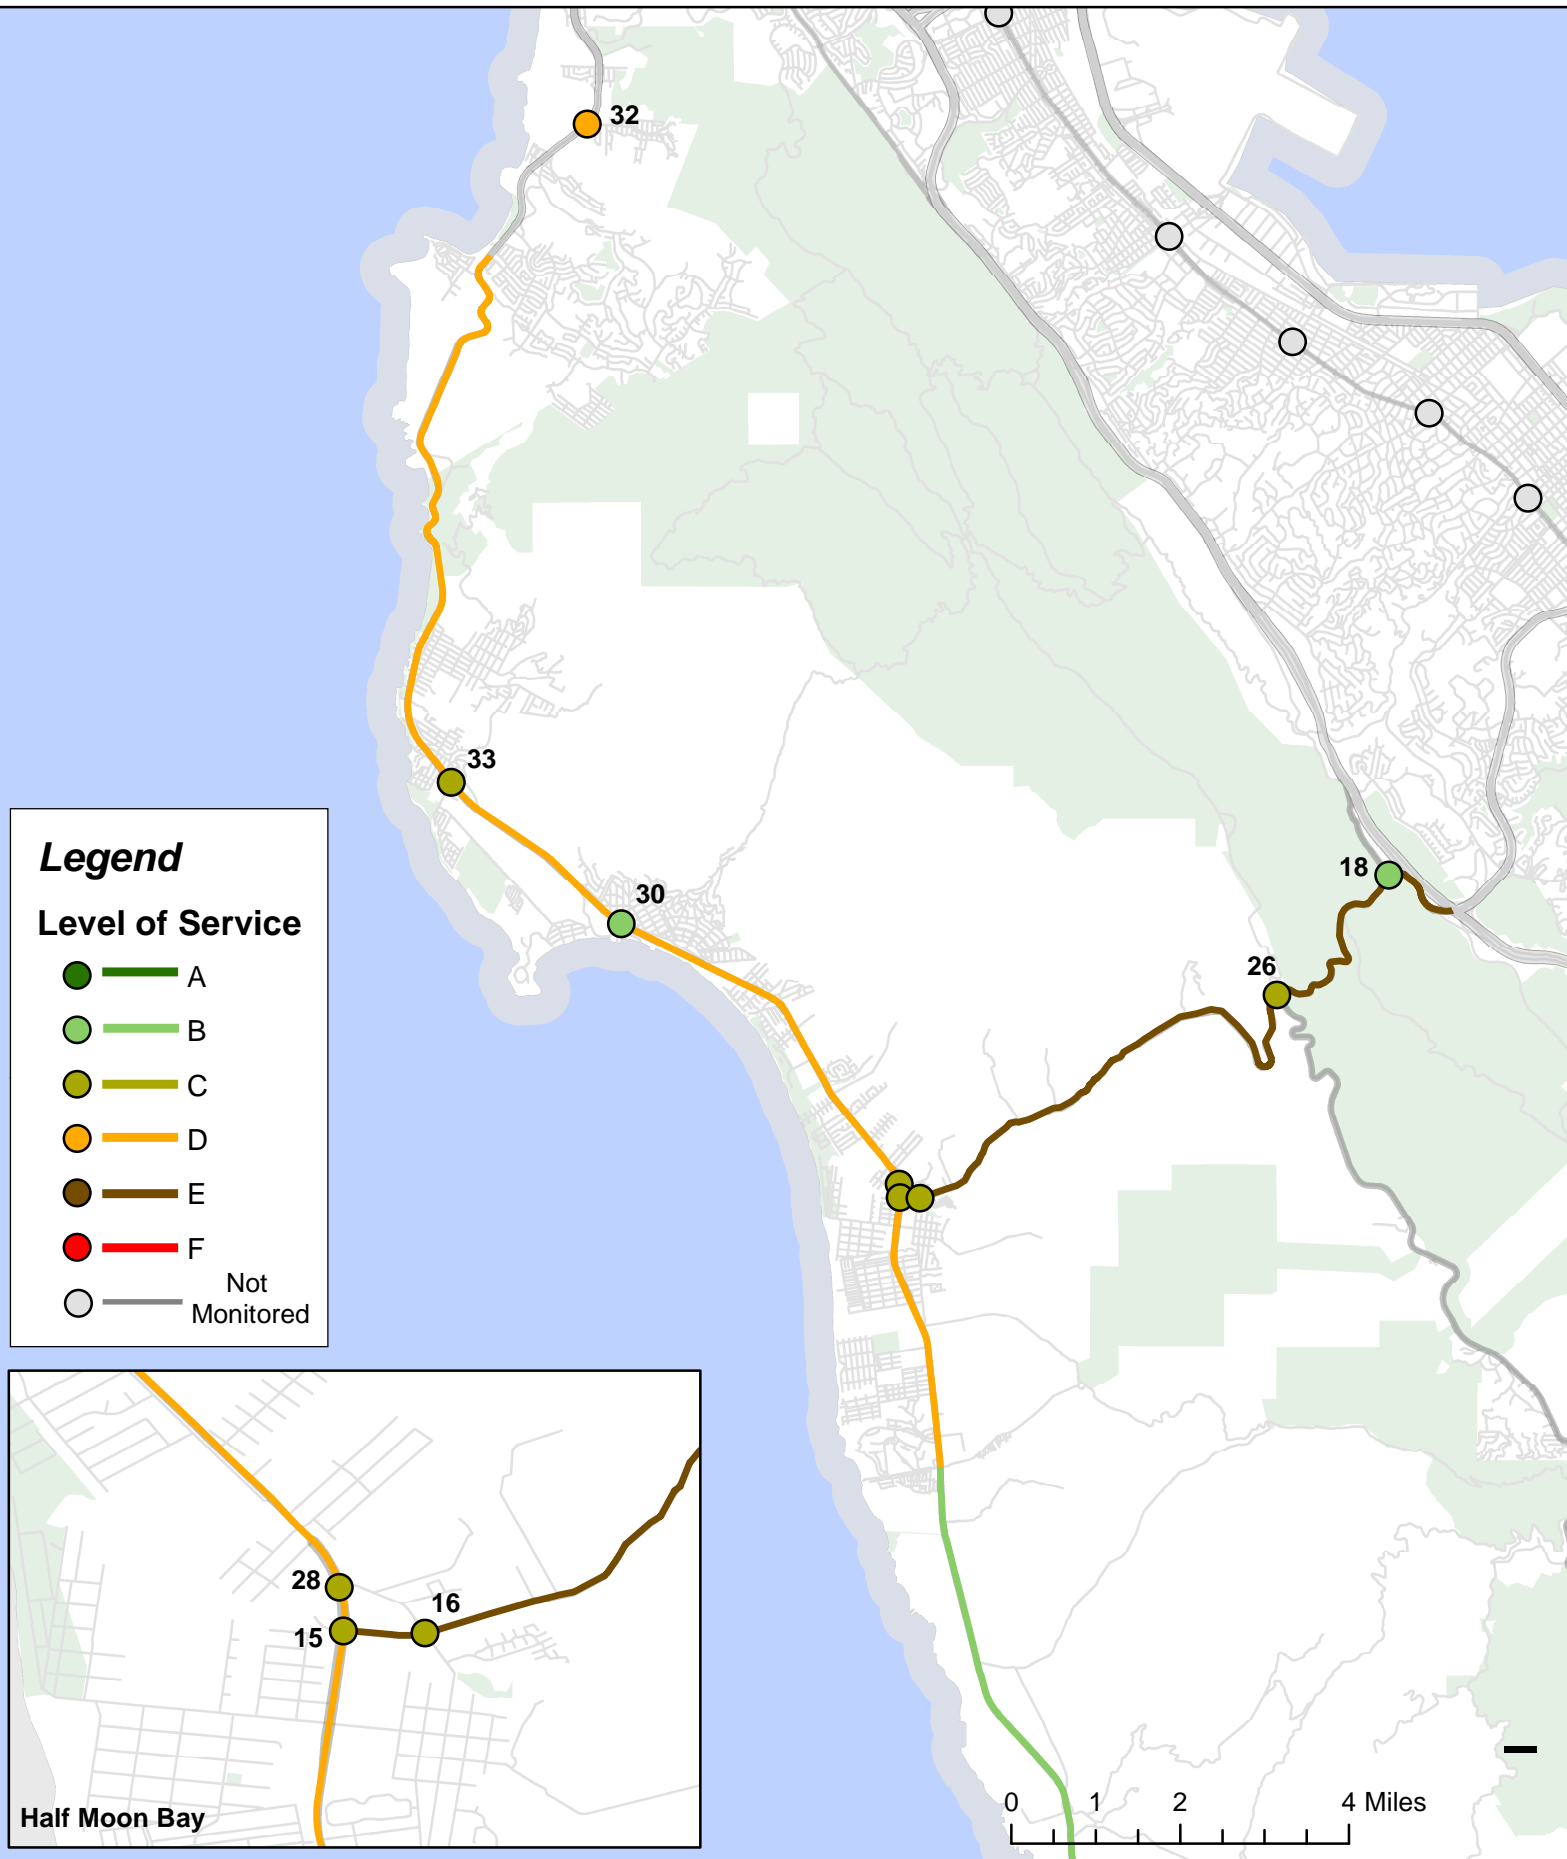 32
33
30
18
26
Legend
Level of Service
A
B
C
D
E
F
Not
Monitored
28
16
15
Half Moon Bay
0 1 2 4 Miles